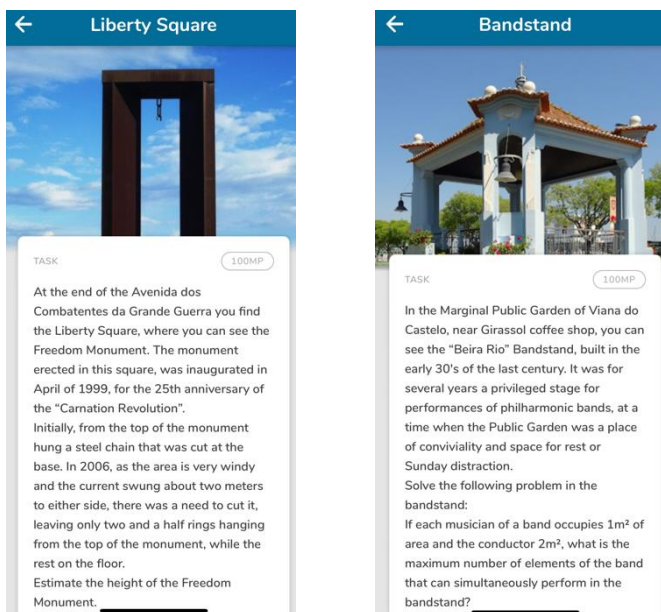 Liberty Square
TASK
100MP
At the end of the Avenida dos
Combatentes da Grande Guerra you find
the Liberty Square, where you can see the
Freedom Monument. The monument
erected in this square, was inaugurated in
April of 1999, for the 25th anniversary of
the “Carnation Revolution”.
Initially, from the top of the monument
hung a steel chain that was cut at the
base. In 2006, as the area is very windy
and the current swung about two meters
to either side, there was a need to cut it,
leaving only two and a half rings hanging
from the top of the monument, while the
rest on the floor.
Estimate the height of the Freedom
Monument.
Bandstand
TASK
100MP
In the Marginal Public Garden of Viana do
Castelo, near Girassol coffee shop, you can
see the “Beira Rio” Bandstand, built in the
early 30's of the last century. It was for
several years a privileged stage for
performances of philharmonic bands, at a
time when the Public Garden was a place
of conviviality and space for rest or
Sunday distraction.
Solve the following problem in the
bandstand:
If each musician of a band occupies 1m² of
area and the conductor 2m², what is the
maximum number of elements of the band
that can simultaneously perform in the
bandstand?